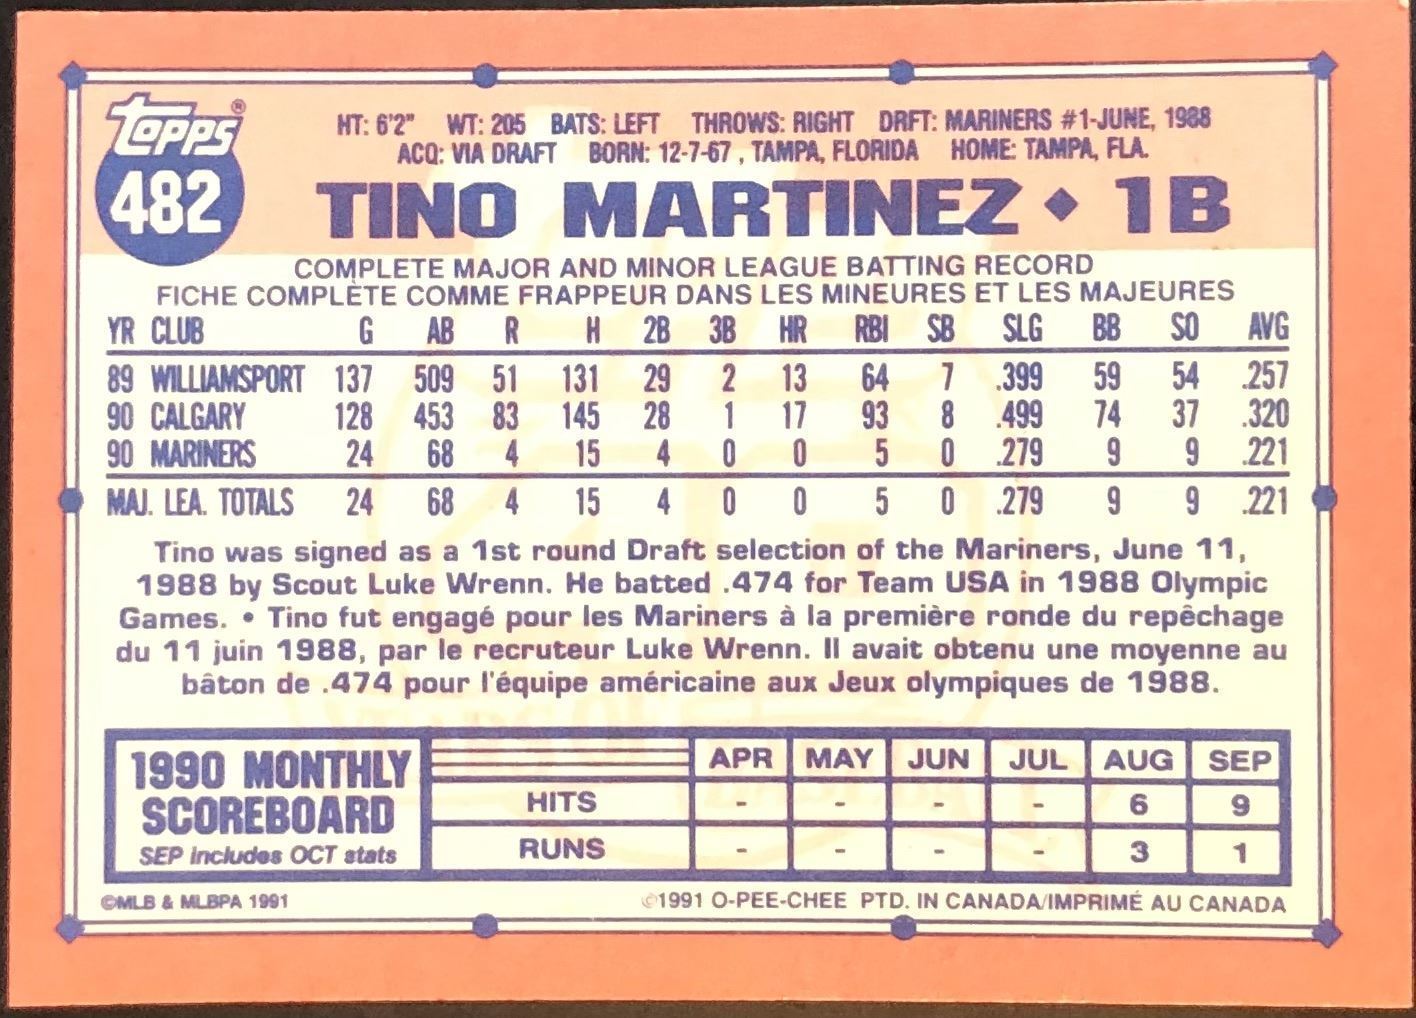 Topps®
482
HT: 6'2" WT: 205 BATS: LEFT THROWS: RIGHT DRFT: MARINERS #1-JUNE, 1988
ACQ: VIA DRAFT BORN: 12-7-67, TAMPA, FLORIDA HOME: TAMPA, FLA.
TINO MARTINEZ ◆ 1B
COMPLETE MAJOR AND MINOR LEAGUE BATTING RECORD
FICHE COMPLÈTE COMME FRAPPEUR DANS LES MINEURES ET LES MAJEURES
YR CLUB G AB R H 2B 3B HR RBI SB SLG BB SO AVG
89 WILLIAMSPORT 137 509 51 131 29 2 13 64 7 .399 59 54 .257
90 CALGARY 128 453 83 145 28 1 17 93 8 .499 74 37 .320
90 MARINERS 24 68 4 15 4 0 0 5 0 .279 9 9 .221
MAJ. LEA. TOTALS 24 68 4 15 4 0 0 5 0 .279 9 9 .221
Tino was signed as a 1st round Draft selection of the Mariners, June 11,
1988 by Scout Luke Wrenn. He batted .474 for Team USA in 1988 Olympic
Games. • Tino fut engagé pour les Mariners à la première ronde du repêchage
du 11 juin 1988, par le recruteur Luke Wrenn. Il avait obtenu une moyenne au
bâton de .474 pour l'équipe américaine aux Jeux olympiques de 1988.
1990 MONTHLY
SCOREBOARD
SEP includes OCT stats
APR MAY JUN JUL AUG SEP
HITS - - - - 6 9
RUNS - - - - 3 1
©MLB & MLBPA 1991
©1991 O-PEE-CHEE PTD. IN CANADA/IMPRIMÉ AU CANADA